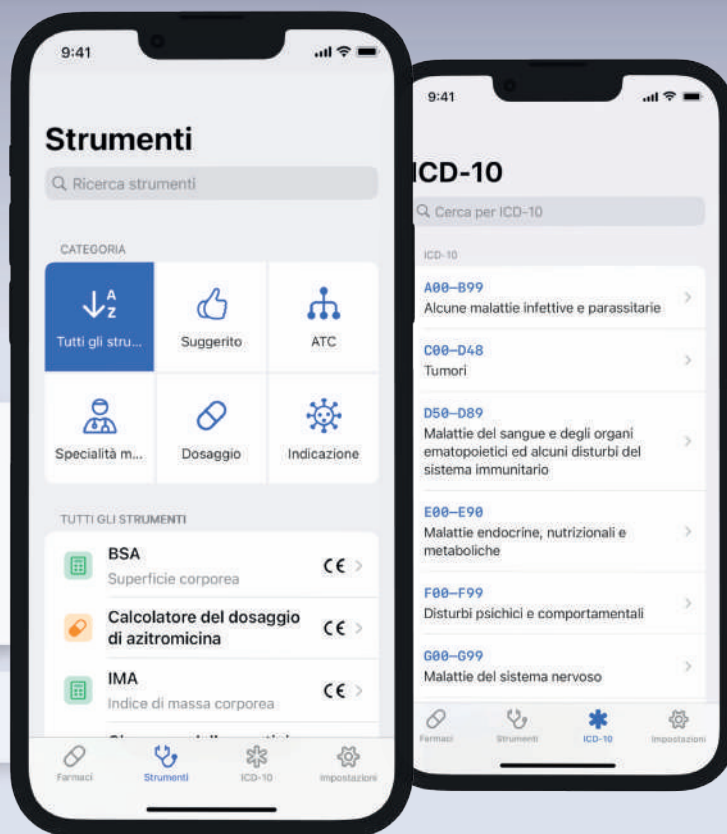 9:41
Strumenti
Ricerca strumenti
CATEGORIA
A
Z
Tutti gli stru...
Suggerito
ATC
Specialità m...
Dosaggio
Indicazione
TUTTI GLI STRUMENTI
BSA
Superficie corporea
CE
Calcolatore del dosaggio
di azitromicina
CE
IMA
Indice di massa corporea
CE
Farmaci
Strumenti
ICD-10
Impostazioni
9:41
ICD-10
Cerca per ICD-10
ICD-10
A00–B99
Alcune malattie infettive e parassitarie
C00–D48
Tumori
D50–D89
Malattie del sangue e degli organi
ematopoietici ed alcuni disturbi del
sistema immunitario
E00–E90
Malattie endocrine, nutrizionali e
metaboliche
F00–F99
Disturbi psichici e comportamentali
G00–G99
Malattie del sistema nervoso
Farmaci
Strumenti
ICD-10
Impostazioni